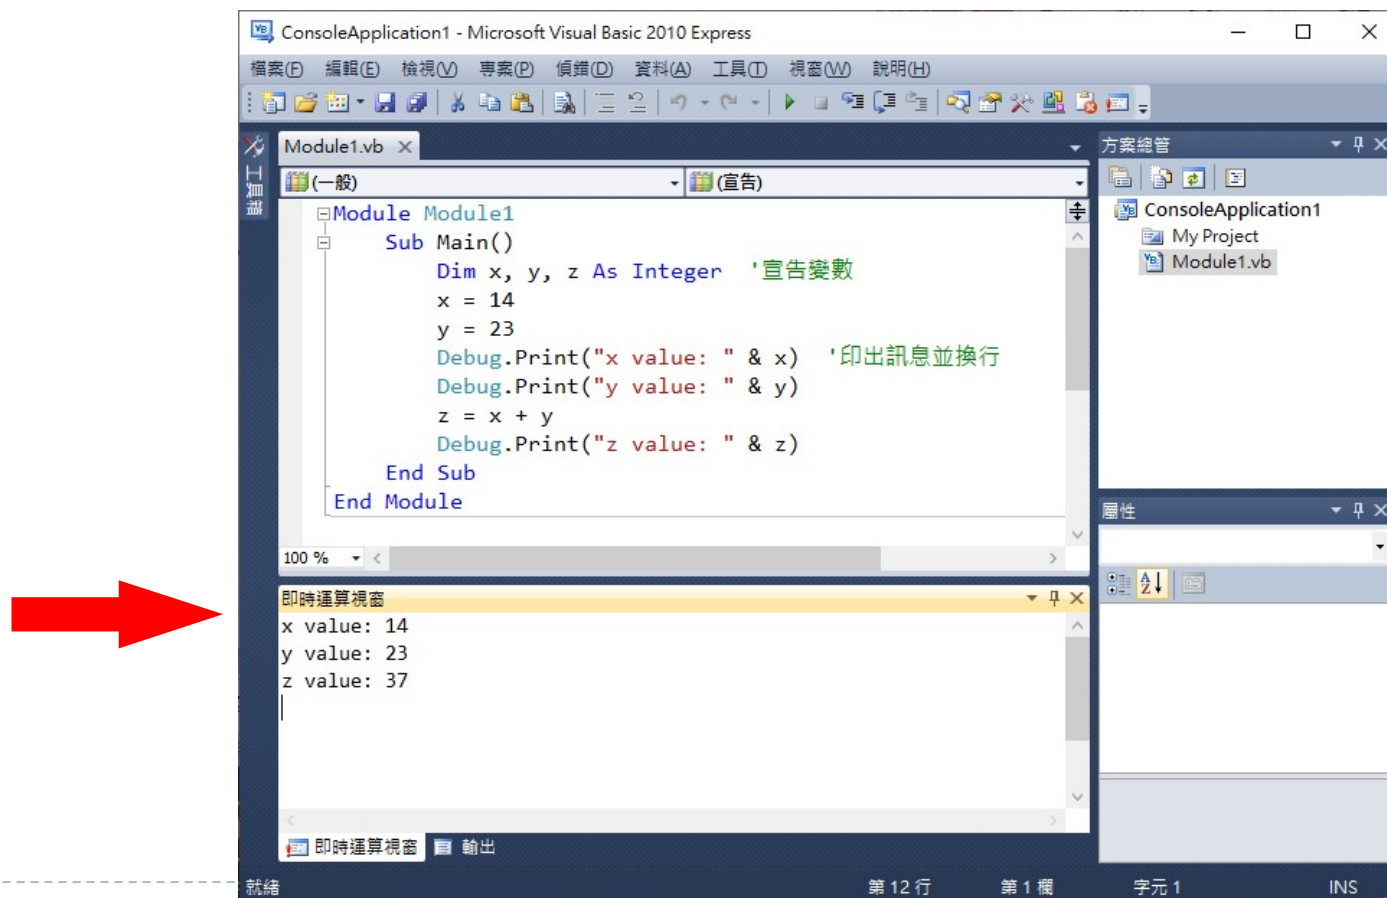 ConsoleApplication1 - Microsoft Visual Basic 2010 Express
檔案(F) 編輯(E) 檢視(V) 專案(P) 偵錯(D) 資料(A) 工具(T) 視窗(W) 說明(H)
工具箱
Module1.vb
(一般) (宣告)
Module Module1
Sub Main()
Dim x, y, z As Integer '宣告變數
x = 14
y = 23
Debug.Print("x value: " & x) '印出訊息並換行
Debug.Print("y value: " & y)
z = x + y
Debug.Print("z value: " & z)
End Sub
End Module
100 %
方案總管
ConsoleApplication1
My Project
Module1.vb
屬性
即時運算視窗
x value: 14
y value: 23
z value: 37
即時運算視窗 輸出
就緒 第 12 行 第 1 欄 字元 1 INS